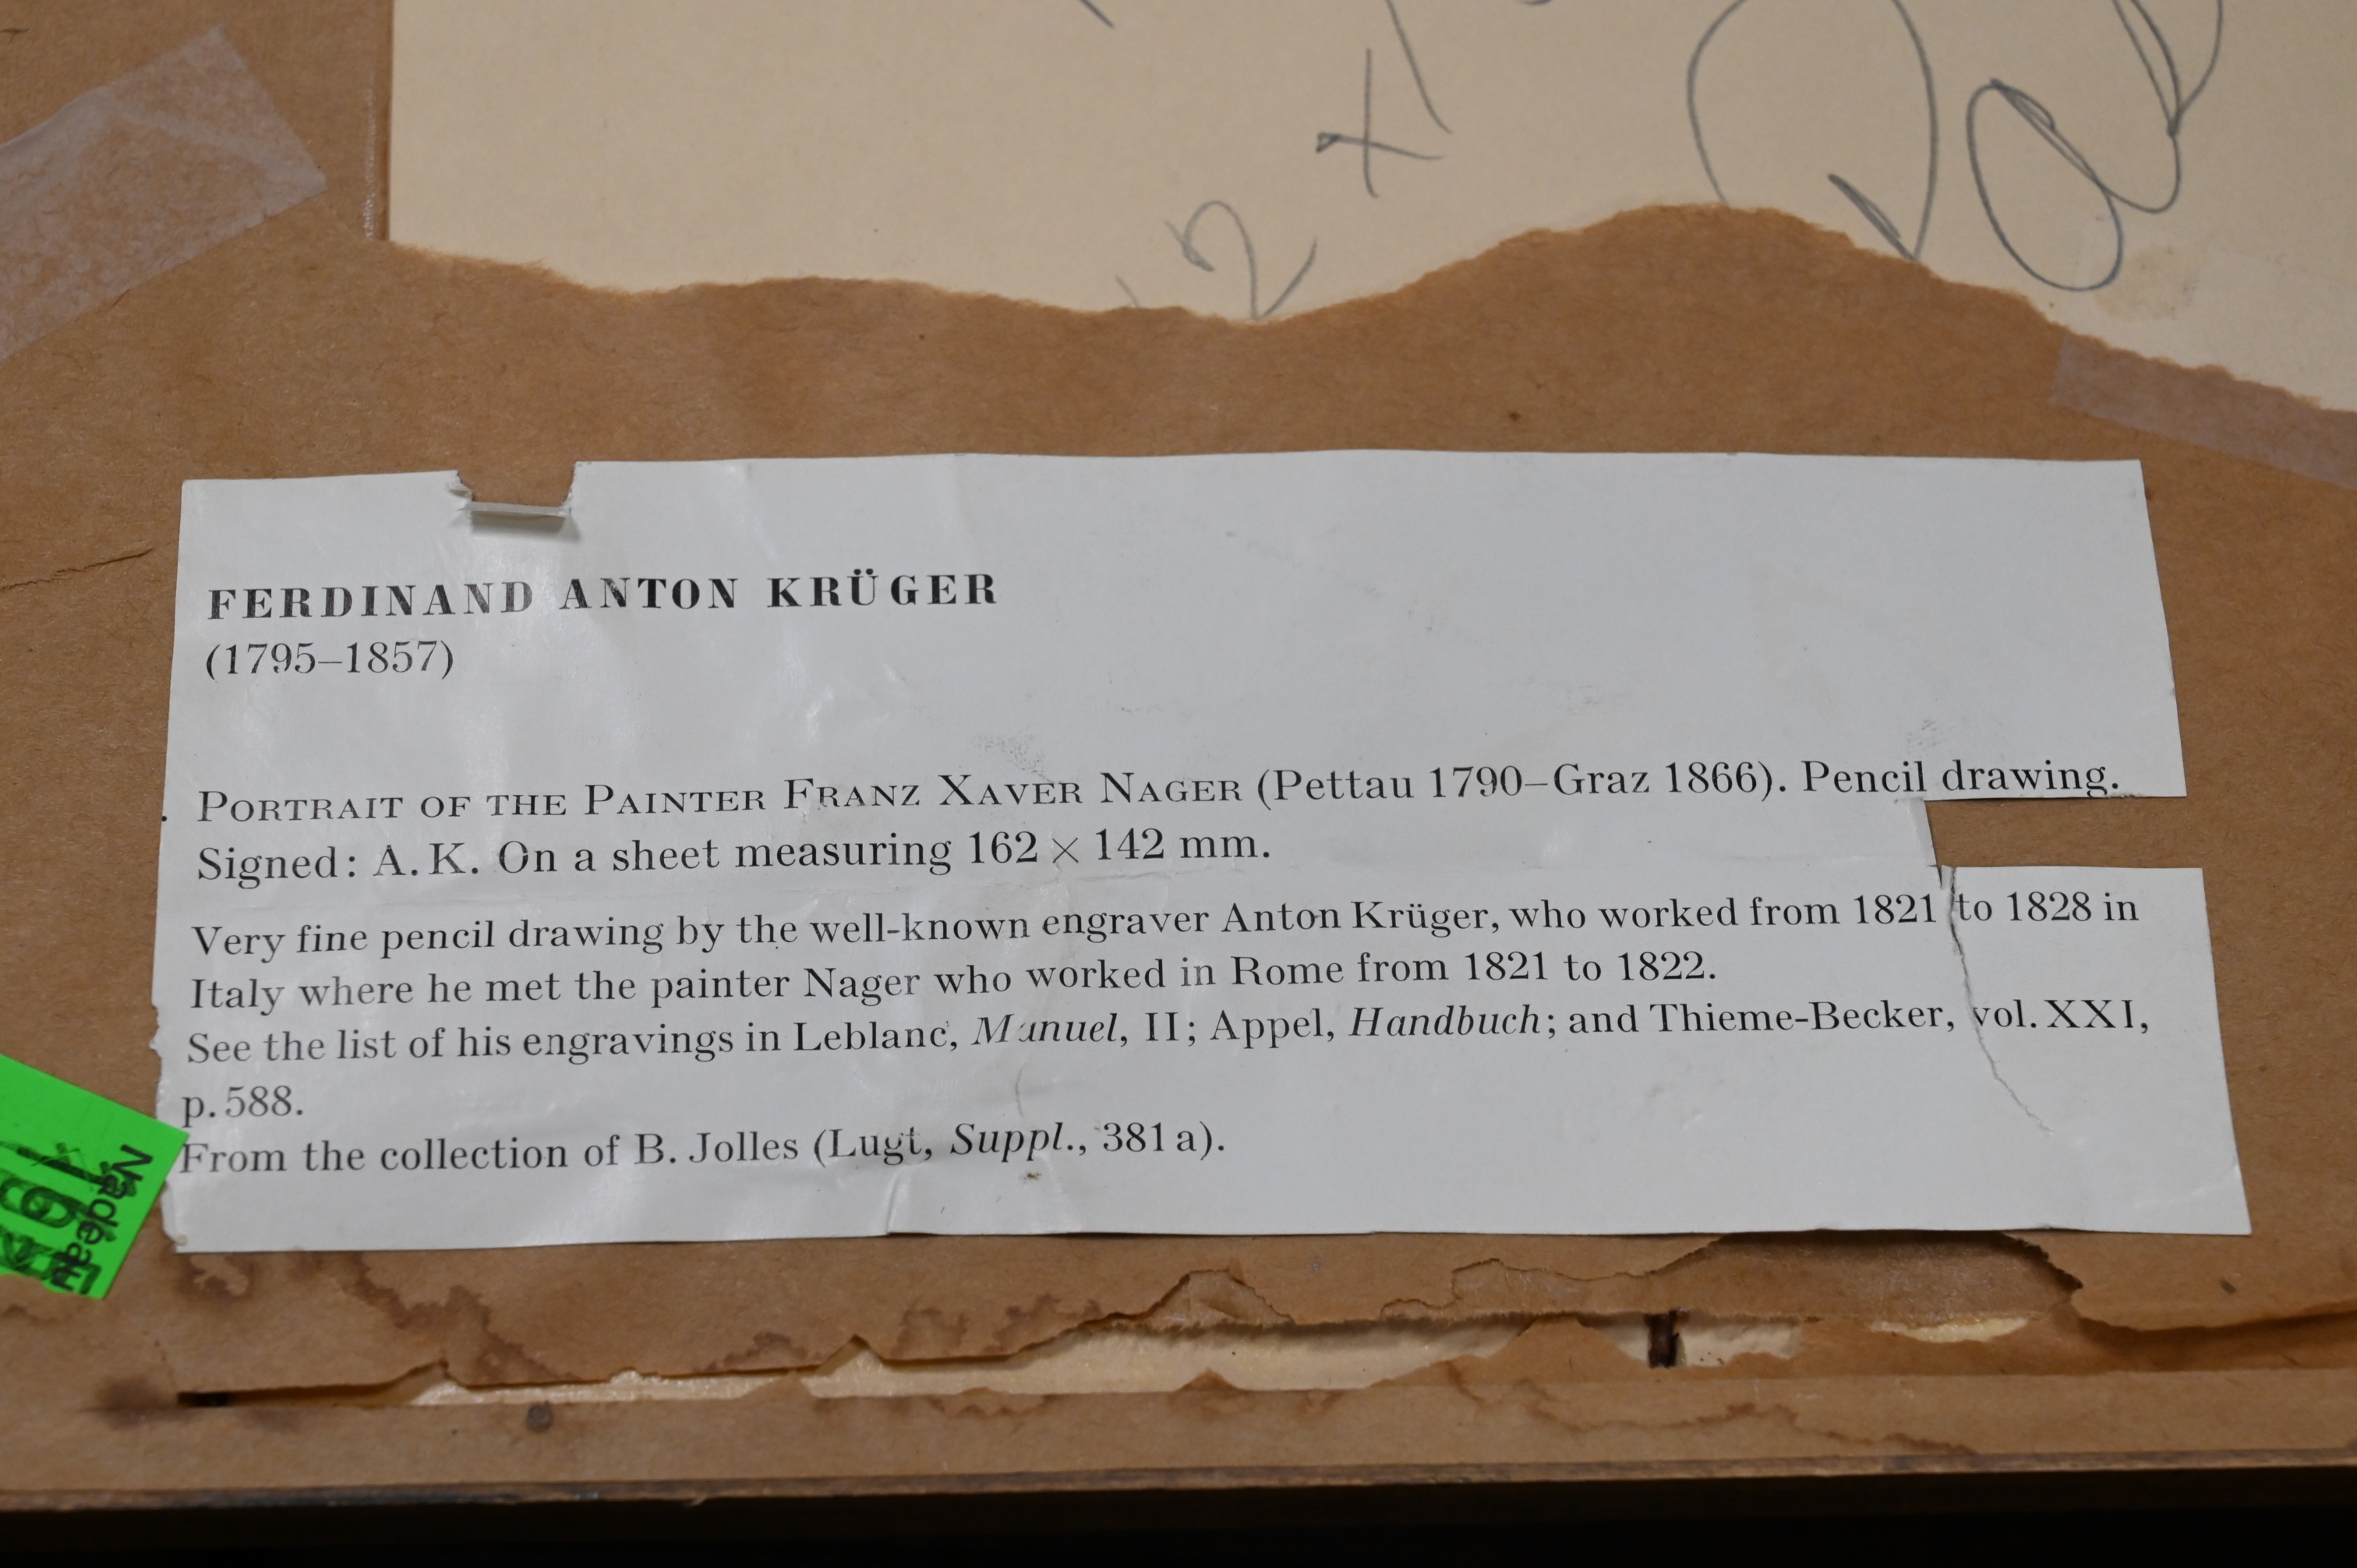 2 x 1
FERDINAND ANTON KRÜGER
(1795–1857)
. PORTRAIT OF THE PAINTER FRANZ XAVER NAGER (Pettau 1790–Graz 1866). Pencil drawing.
Signed: A. K. On a sheet measuring 162 × 142 mm.
Very fine pencil drawing by the well-known engraver Anton Krüger, who worked from 1821 to 1828 in
Italy where he met the painter Nager who worked in Rome from 1821 to 1822.
See the list of his engravings in Leblanc, Manuel, II; Appel, Handbuch; and Thieme-Becker, vol. XXI,
p. 588.
From the collection of B. Jolles (Lugt, Suppl., 381 a).
Nadeau